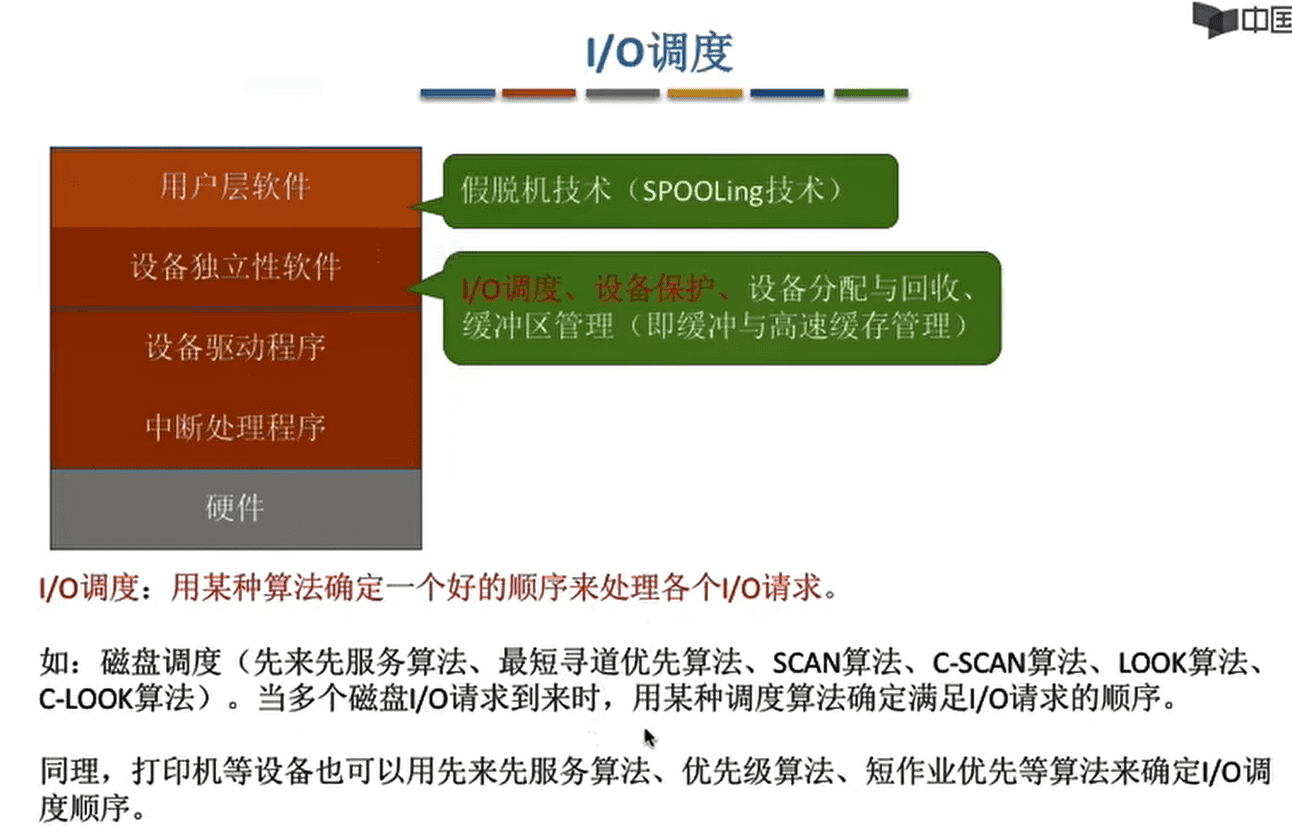 中国
I/O调度
用户层软件
假脱机技术（SPOOLing技术）
设备独立性软件
I/O调度、设备保护、设备分配与回收、
缓冲区管理（即缓冲与高速缓存管理）
设备驱动程序
中断处理程序
硬件
I/O调度：用某种算法确定一个好的顺序来处理各个I/O请求。
如：磁盘调度（先来先服务算法、最短寻道优先算法、SCAN算法、C-SCAN算法、LOOK算法、
C-LOOK算法）。当多个磁盘I/O请求到来时，用某种调度算法确定满足I/O请求的顺序。
同理，打印机等设备也可以用先来先服务算法、优先级算法、短作业优先等算法来确定I/O调
度顺序。